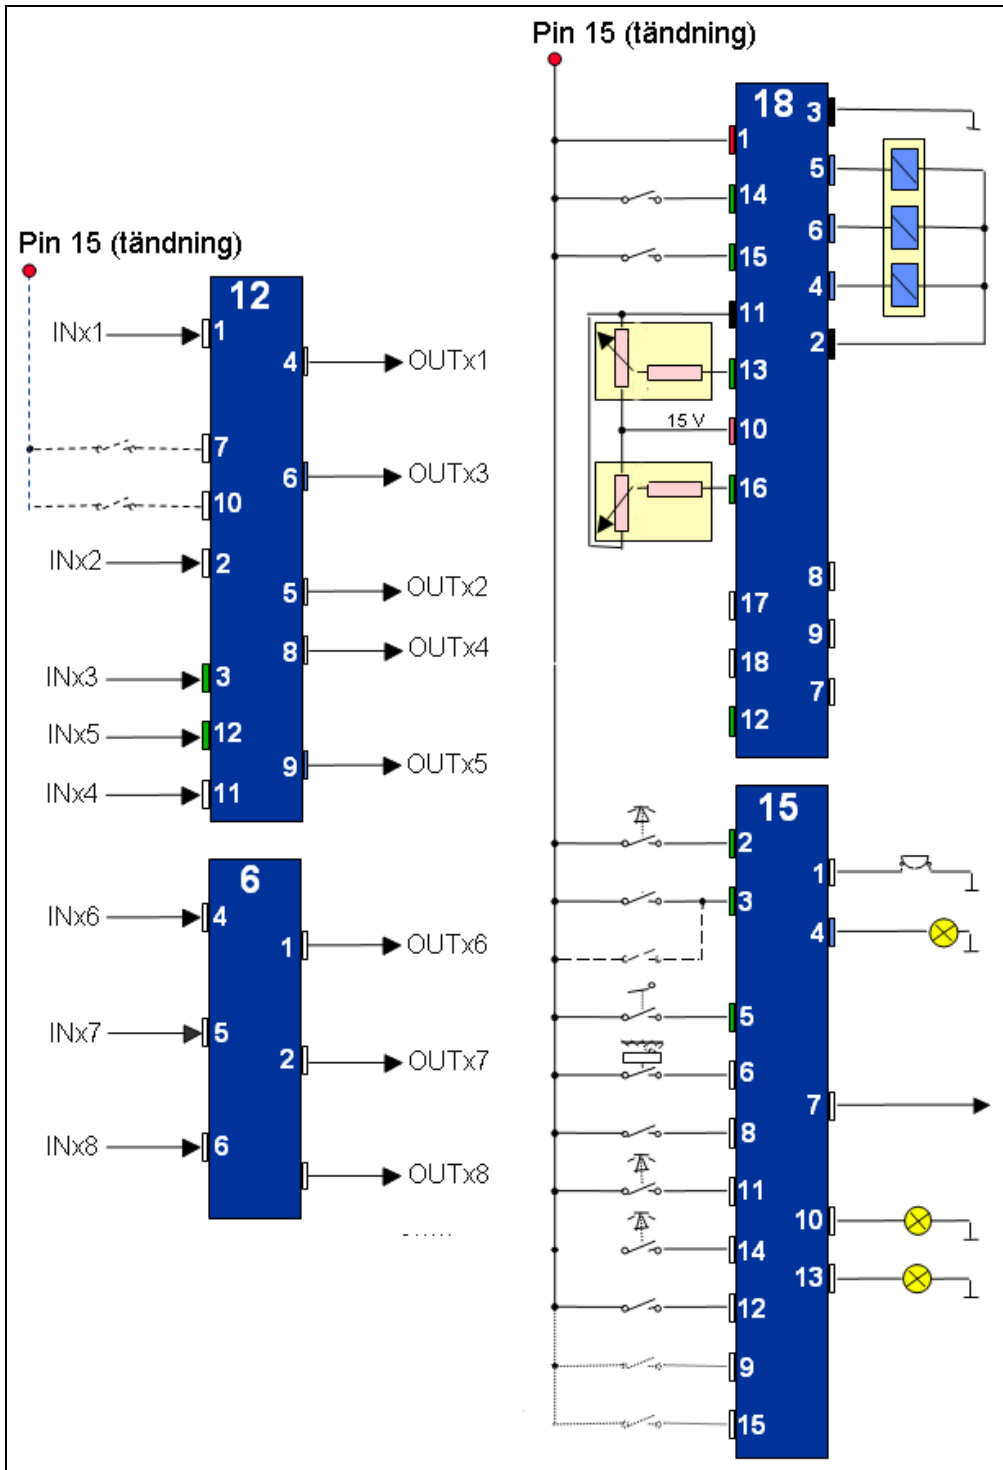 Pin 15 (tändning)
12
INx1
1
4
OUTx1
7
6
OUTx3
10
INx2
2
5
OUTx2
8
OUTx4
INx3
3
INx5
12
9
OUTx5
INx4
11
6
INx6
4
1
OUTx6
INx7
5
2
OUTx7
INx8
6
OUTx8
Pin 15 (tändning)
18
3
1
5
14
6
15
4
11
2
13
15 V
10
16
8
17
9
18
7
12
15
2
1
3
4
5
6
7
8
11
10
14
13
12
9
15